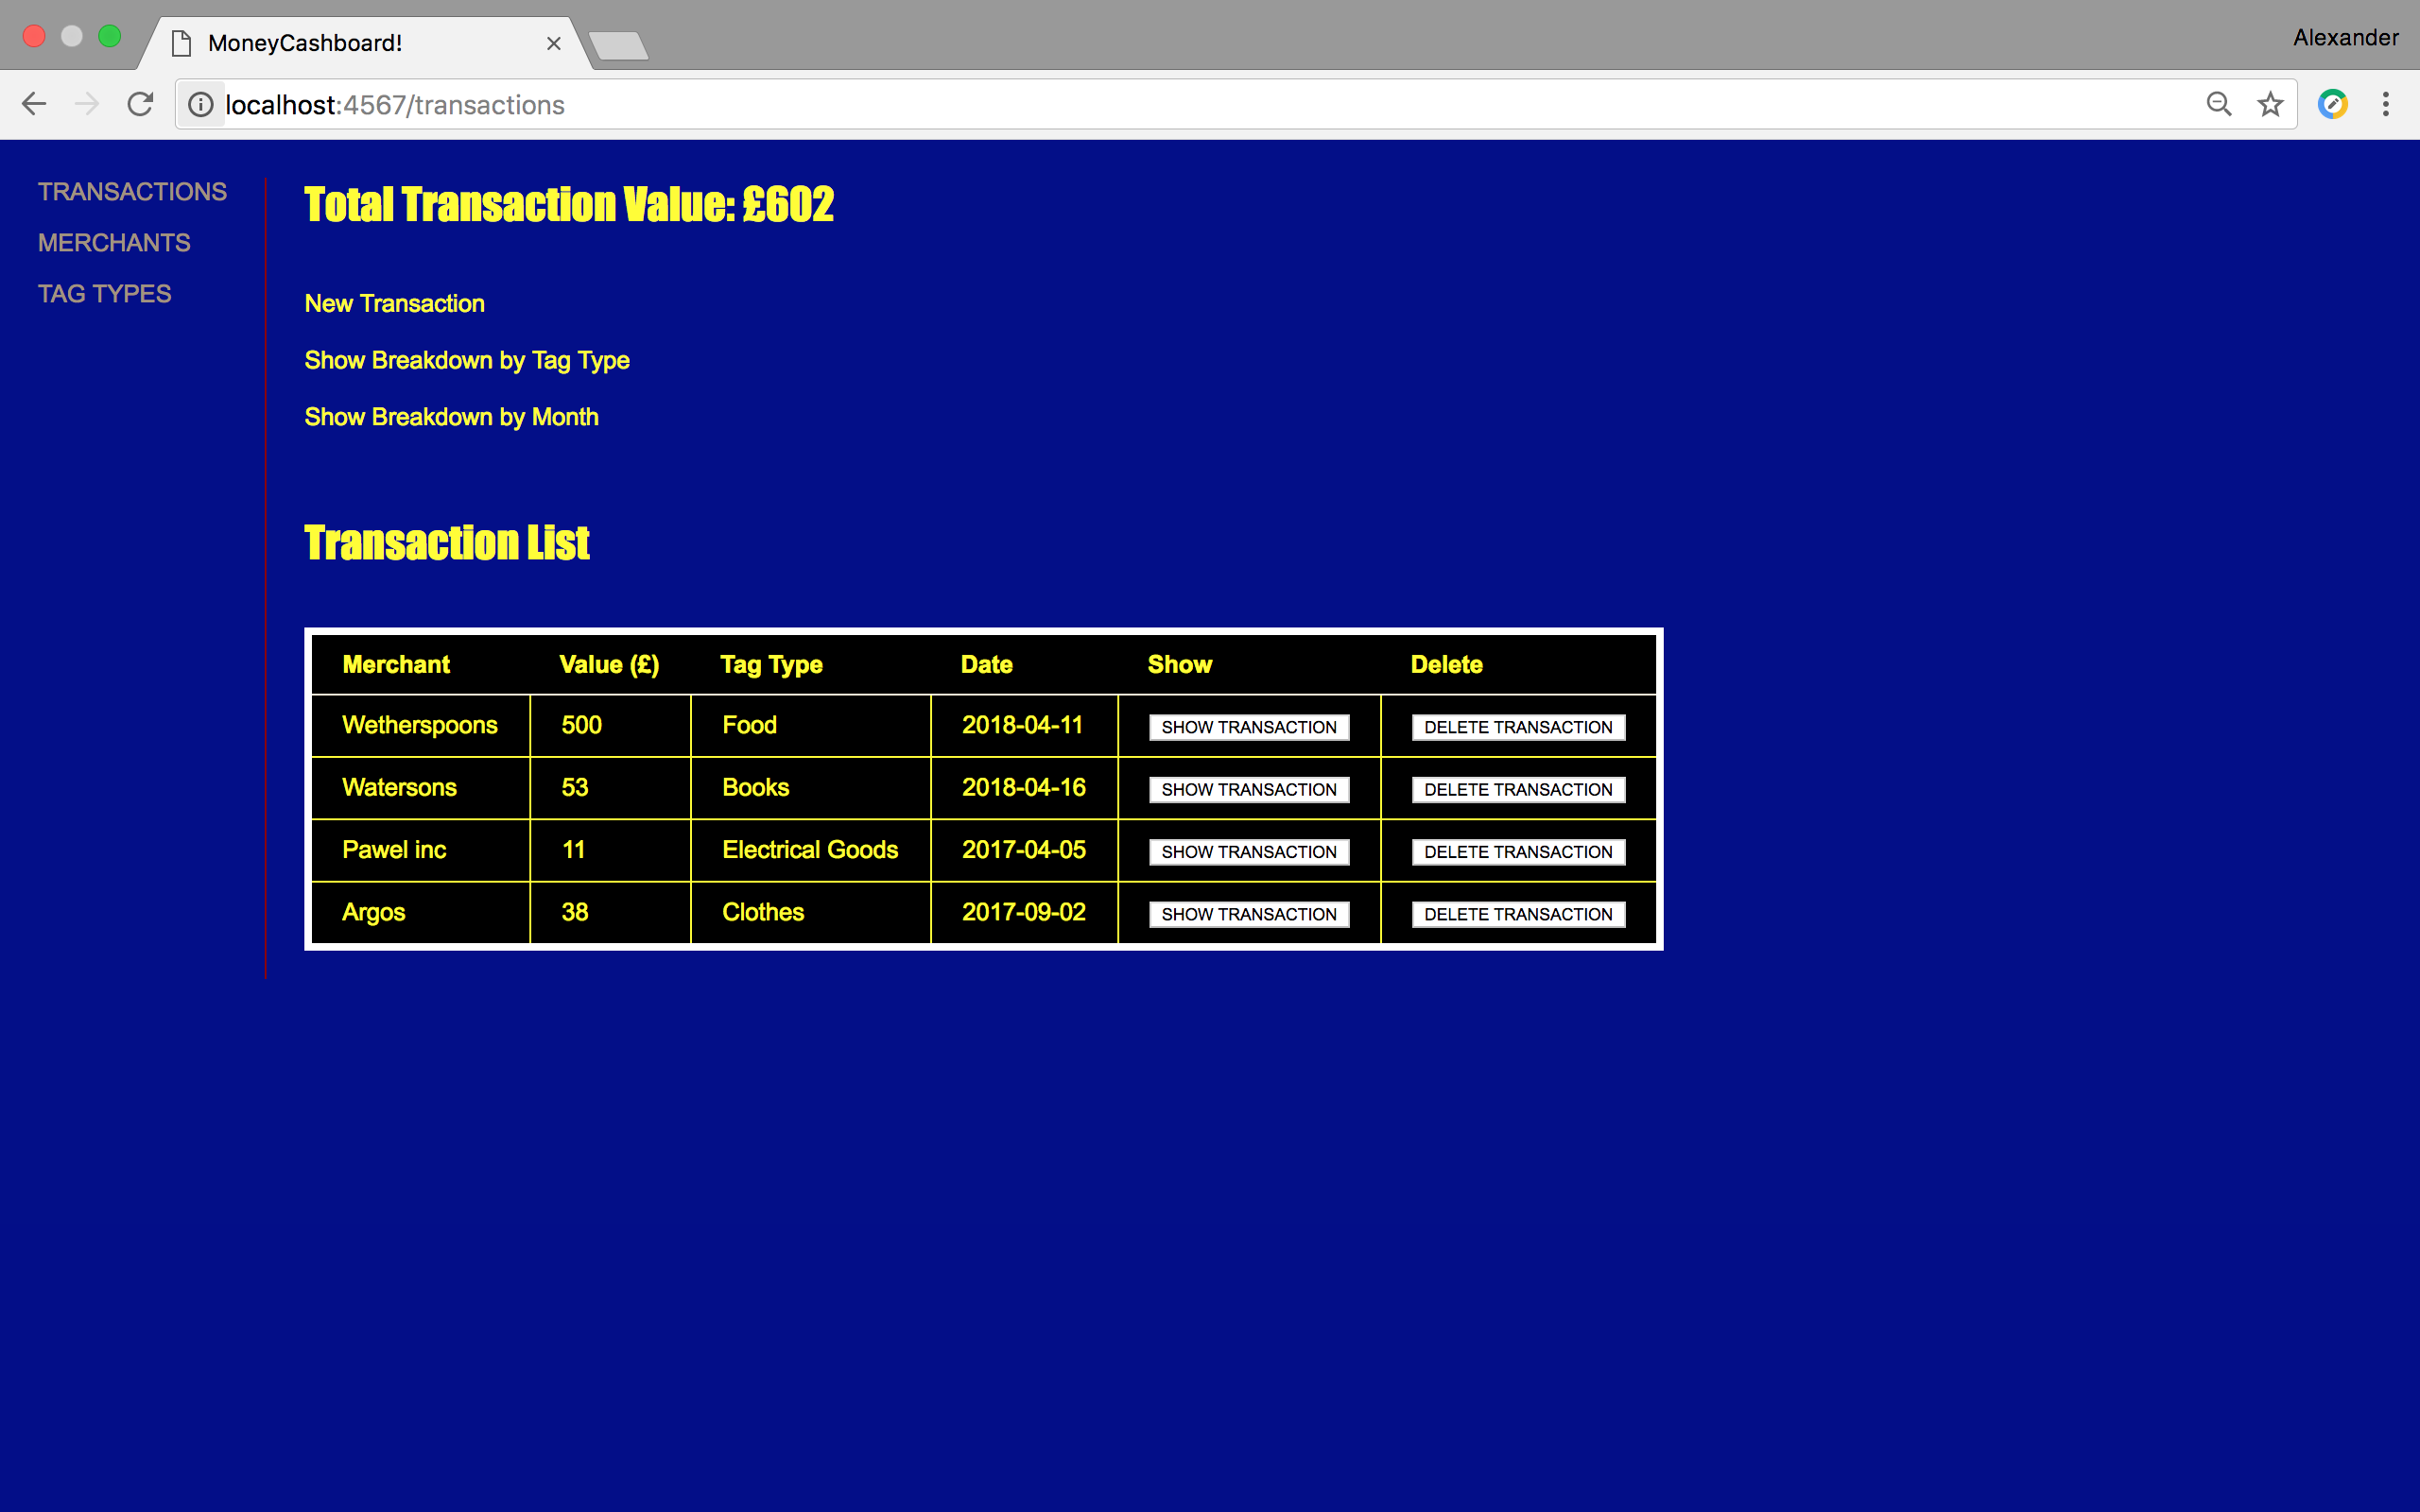 MoneyCashboard!
Alexander
localhost:4567/transactions
TRANSACTIONS
MERCHANTS
TAG TYPES
Total Transaction Value: £602
New Transaction
Show Breakdown by Tag Type
Show Breakdown by Month
Transaction List
Merchant Value (£) Tag Type Date Show Delete
Wetherspoons 500 Food 2018-04-11 SHOW TRANSACTION DELETE TRANSACTION
Watersons 53 Books 2018-04-16 SHOW TRANSACTION DELETE TRANSACTION
Pawel inc 11 Electrical Goods 2017-04-05 SHOW TRANSACTION DELETE TRANSACTION
Argos 38 Clothes 2017-09-02 SHOW TRANSACTION DELETE TRANSACTION